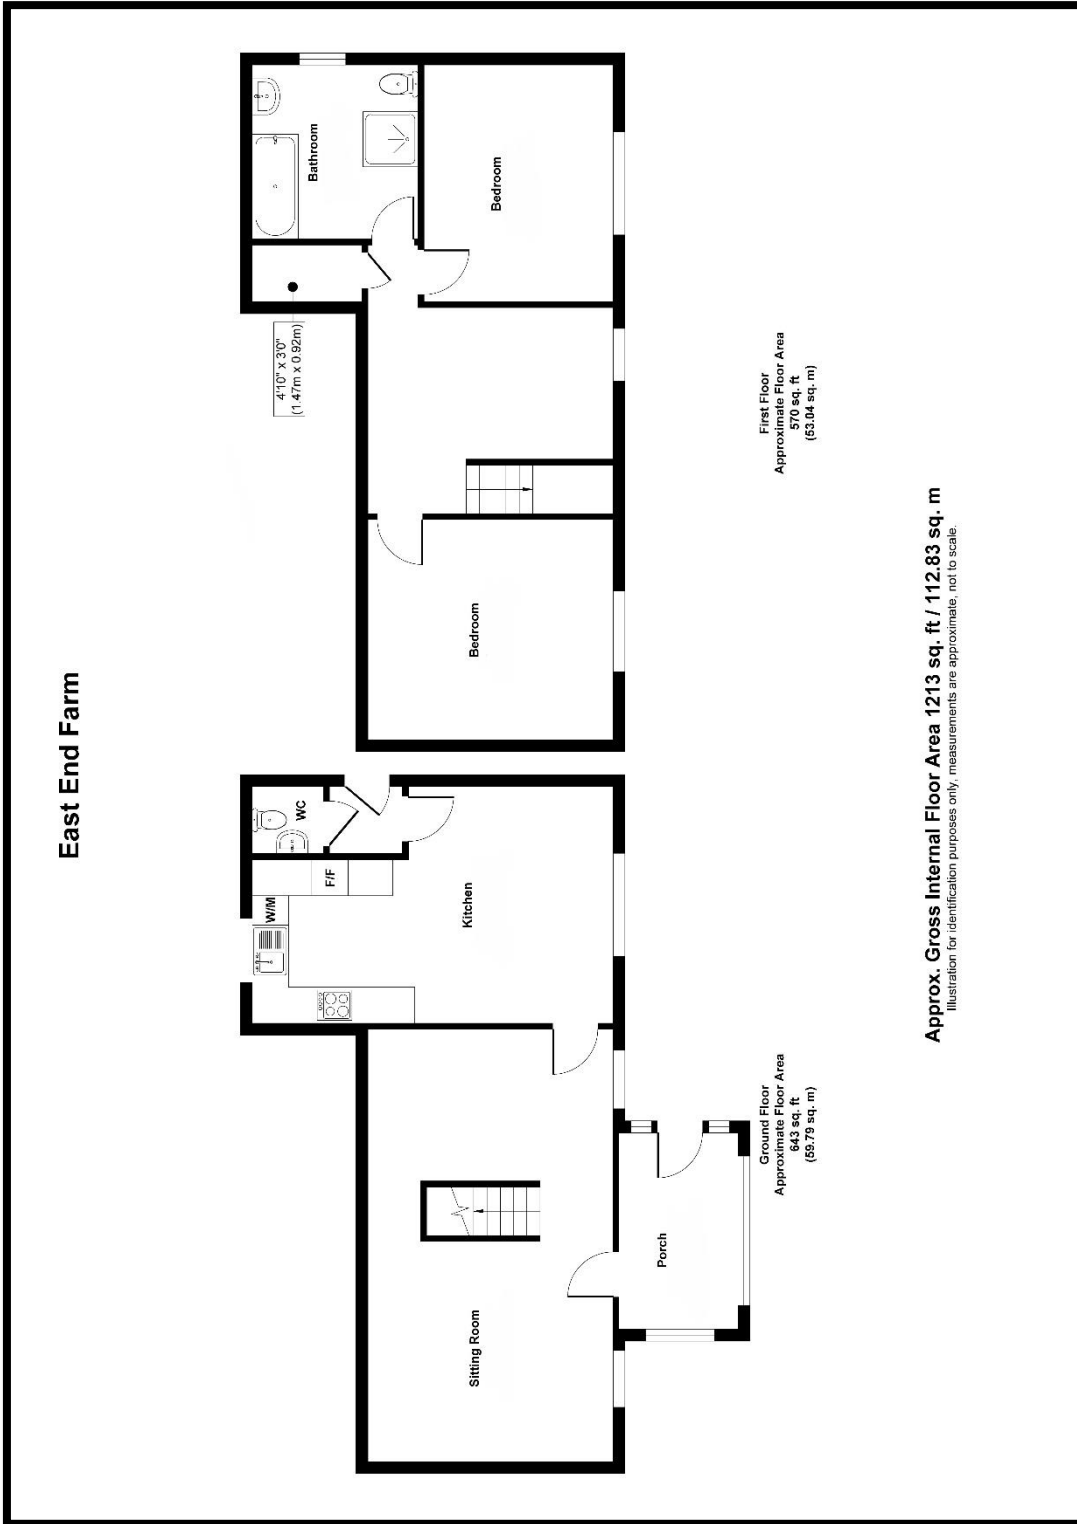 East End Farm
Sitting Room
Porch
Kitchen
W/M
F/F
WC
Ground Floor
Approximate Floor Area
643 sq. ft
(59.79 sq. m)
Bedroom
4'10" x 3'0"
(1.47m x 0.92m)
Bathroom
Bedroom
First Floor
Approximate Floor Area
570 sq. ft
(53.04 sq. m)
Approx. Gross Internal Floor Area 1213 sq. ft / 112.83 sq. m
Illustration for identification purposes only, measurements are approximate, not to scale.